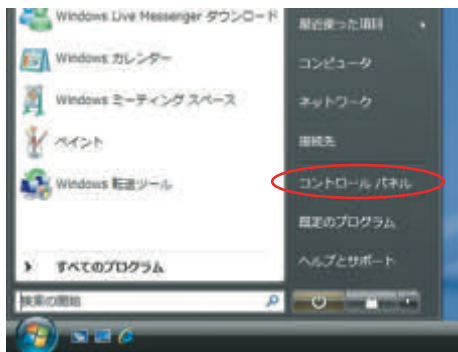 Windows Live Messenger ダウンロード
Windows カレンダー
Windows ミーティング スペース
ペイント
Windows 転送ツール
すべてのプログラム
検索の開始
最近使った項目
コンピュータ
ネットワーク
接続先
コントロール パネル
既定のプログラム
ヘルプとサポート